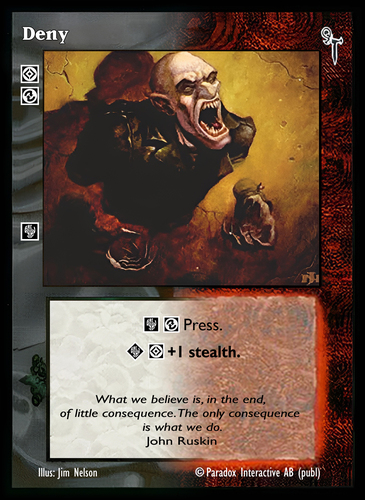 Deny
Press.
+1 stealth.
What we believe is, in the end,
of little consequence. The only consequence
is what we do.
John Ruskin
Illus: Jim Nelson
© Paradox Interactive AB (publ)